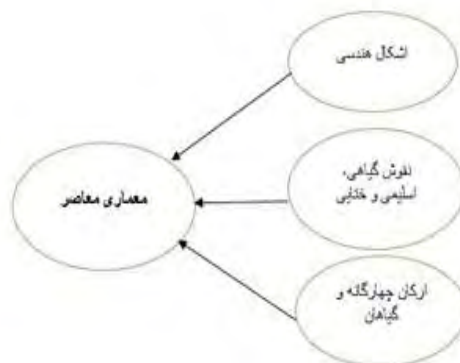 اشکال هندسی
نقوش گیاهی،
اسلیمی و ختایی
معماری معاصر
ارکان چهارگانه و
گیاهان